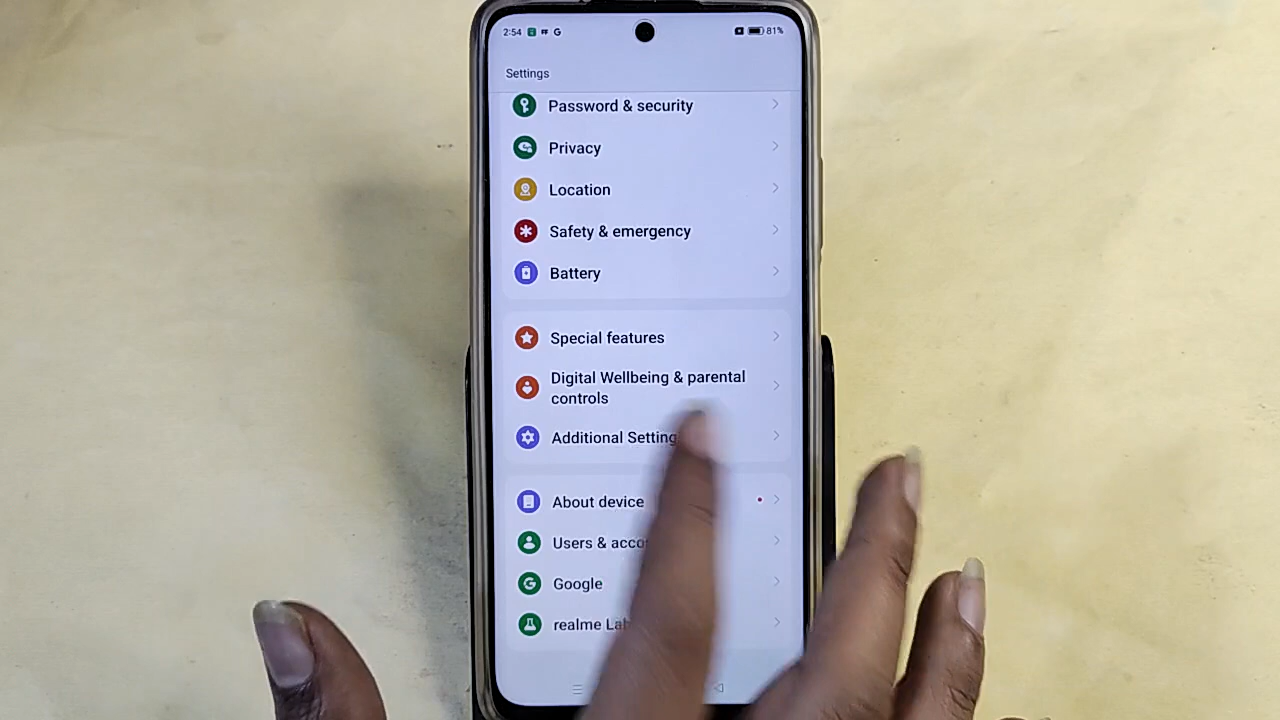 2:54 81%
Settings
Password & security
Privacy
Location
Safety & emergency
Battery
Special features
Digital Wellbeing & parental
controls
Additional Setting
About device
Users & acco
Google
realme Lab